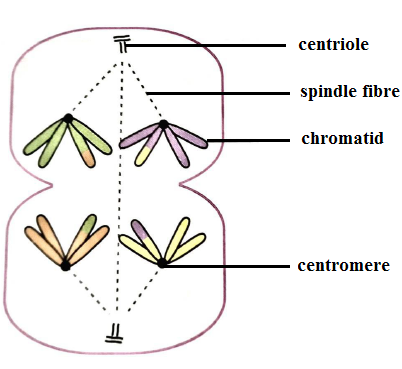 centriole
spindle fibre
chromatid
centromere